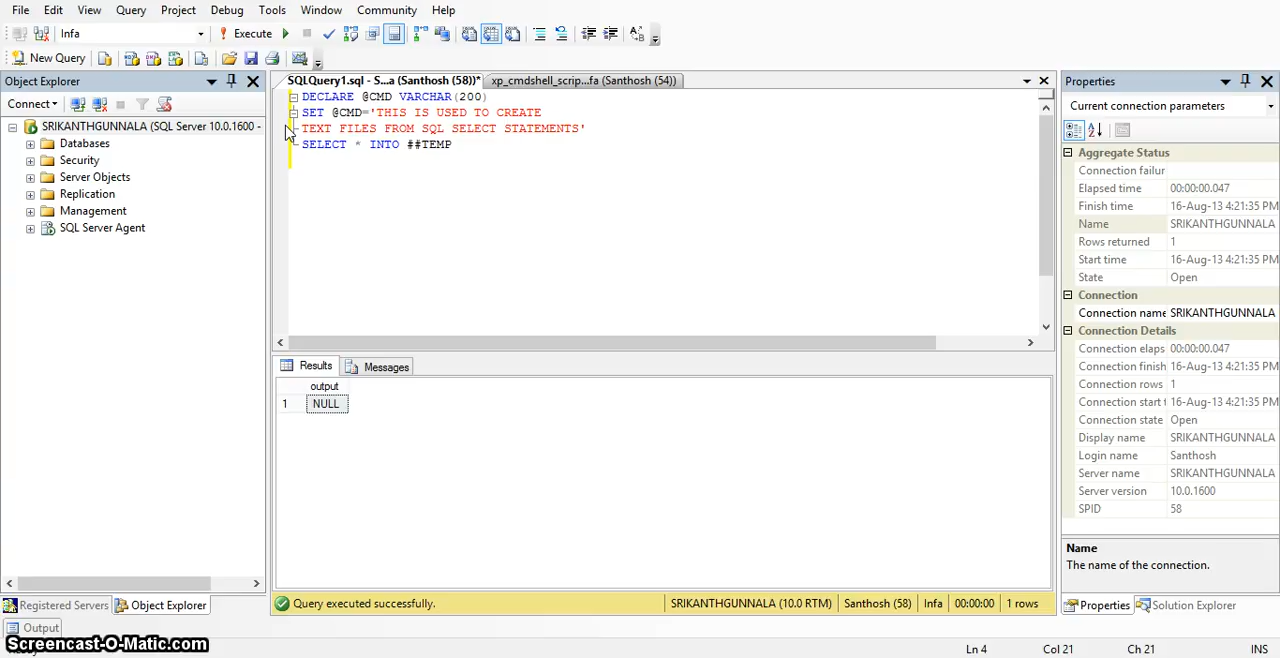 File Edit View Query Project Debug Tools Window Community Help
Infa Execute
New Query
Object Explorer
Connect
SRIKANTHGUNNALA (SQL Server 10.0.1600 -
Databases
Security
Server Objects
Replication
Management
SQL Server Agent
Registered Servers Object Explorer
Output
SQLQuery1.sql - S...a (Santhosh (58))* xp_cmdshell_scrip...fa (Santhosh (54))
DECLARE @CMD VARCHAR(200)
SET @CMD='THIS IS USED TO CREATE
TEXT FILES FROM SQL SELECT STATEMENTS'
SELECT * INTO ##TEMP
Results Messages
output
1 NULL
Query executed successfully. SRIKANTHGUNNALA (10.0 RTM) Santhosh (58) Infa 00:00:00 1 rows
Properties
Current connection parameters
Aggregate Status
Connection failur
Elapsed time 00:00:00.047
Finish time 16-Aug-13 4:21:35 PM
Name SRIKANTHGUNNALA
Rows returned 1
Start time 16-Aug-13 4:21:35 PM
State Open
Connection
Connection name SRIKANTHGUNNALA
Connection Details
Connection elaps 00:00:00.047
Connection finish 16-Aug-13 4:21:35 PM
Connection rows 1
Connection start t 16-Aug-13 4:21:35 PM
Connection state Open
Display name SRIKANTHGUNNALA
Login name Santhosh
Server name SRIKANTHGUNNALA
Server version 10.0.1600
SPID 58
Name
The name of the connection.
Properties Solution Explorer
Screencast-O-Matic.com
Ln 4 Col 21 Ch 21 INS